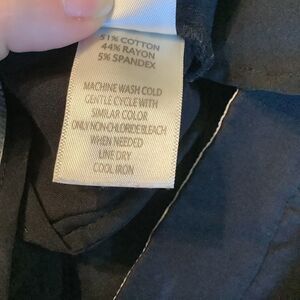 51% COTTON
44% RAYON
5% SPANDEX
MACHINE WASH COLD
GENTLE CYCLE WITH
SIMILAR COLOR
ONLY NON-CHLORIDE BLEACH
WHEN NEEDED
LINE DRY
COOL IRON